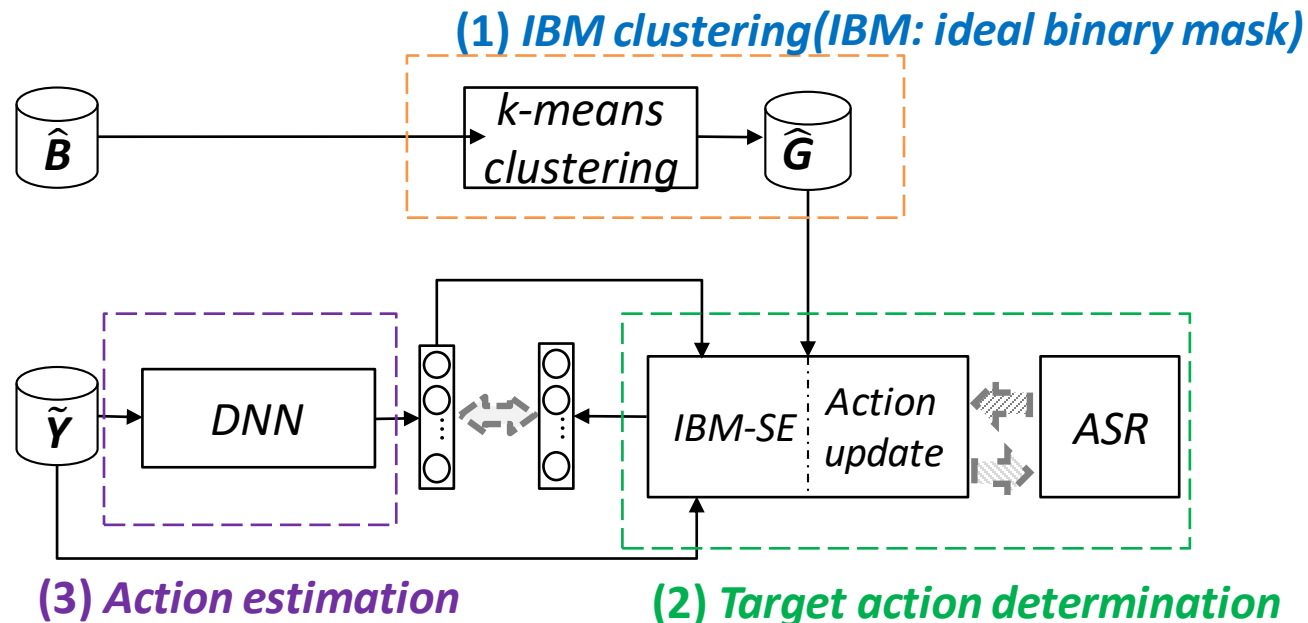 (1) IBM clustering(IBM: ideal binary mask)
k-means
clustering
B̂
Ĝ
Ỹ
DNN
IBM-SE
Action
update
ASR
(3) Action estimation
(2) Target action determination